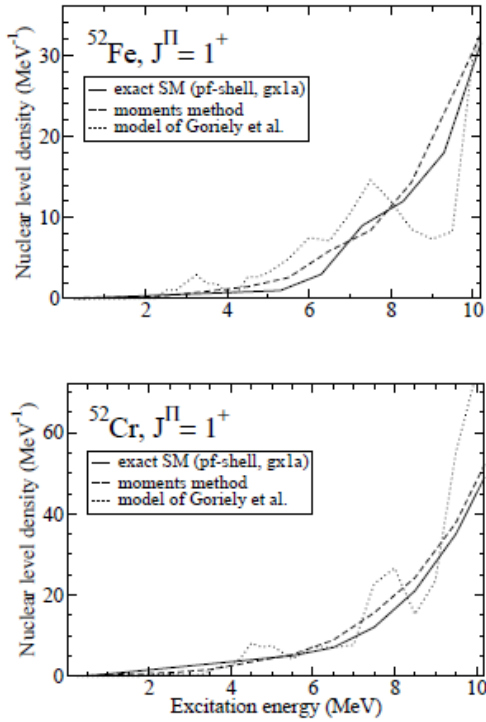 ⁵²Fe, Jᴨ = 1⁺
exact SM (pf-shell, gx1a)
moments method
model of Goriely et al.
Nuclear level density (MeV⁻¹)
30
20
10
0
2
4
6
8
10
⁵²Cr, Jᴨ = 1⁺
exact SM (pf-shell, gx1a)
moments method
model of Goriely et al.
Nuclear level density (MeV⁻¹)
60
40
20
0
2
4
6
8
10
Excitation energy (MeV)